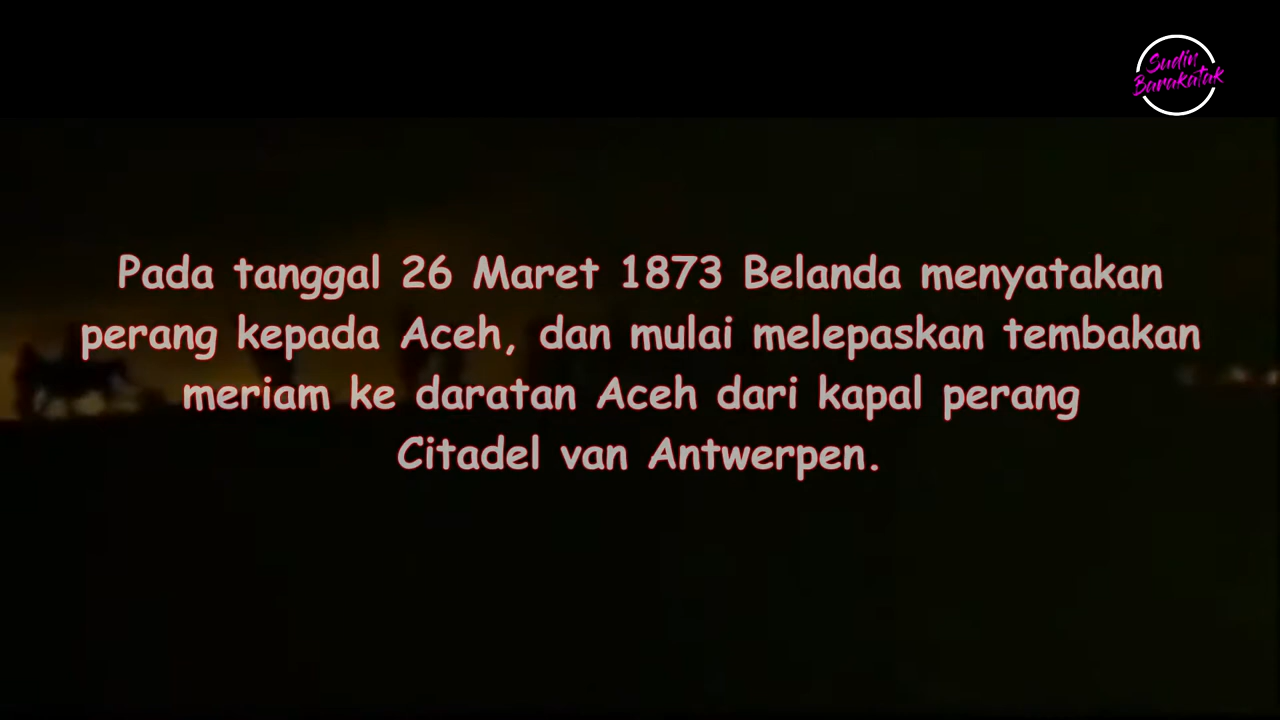 Sudin
Barakatak
Pada tanggal 26 Maret 1873 Belanda menyatakan
perang kepada Aceh, dan mulai melepaskan tembakan
meriam ke daratan Aceh dari kapal perang
Citadel van Antwerpen.